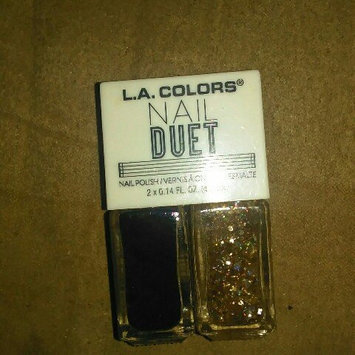 L.A. COLORS®
NAIL
DUET
NAIL POLISH / VERNIS À
2 x 0.14 FL. OZ.